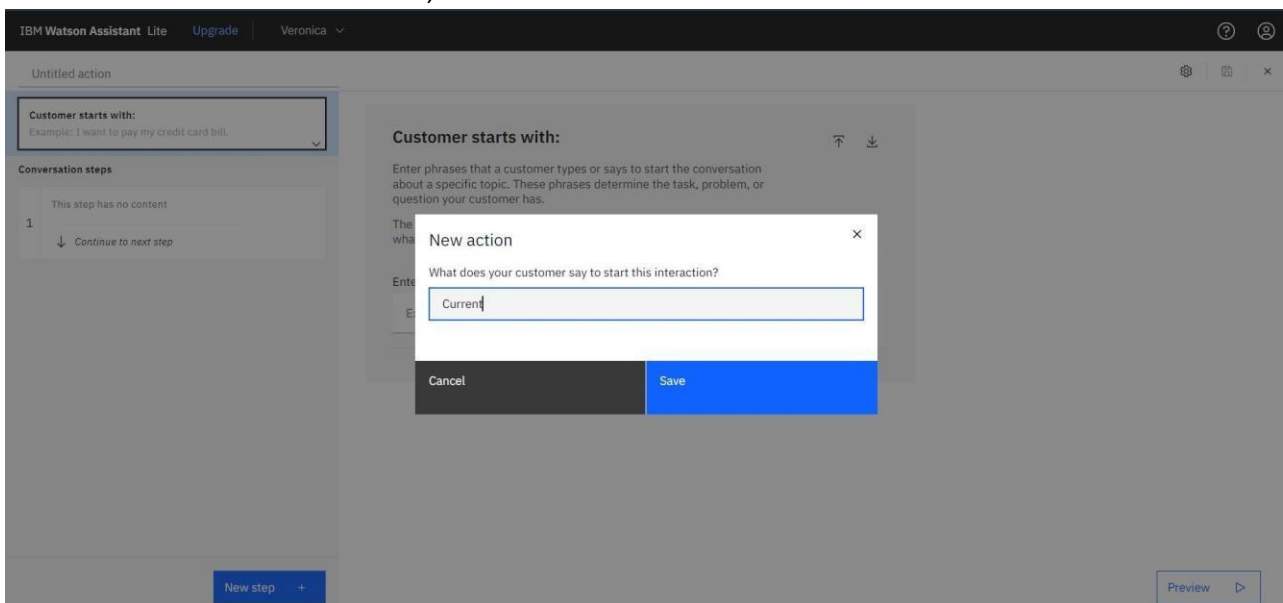 IBM Watson Assistant Lite Upgrade Veronica
Untitled action
Customer starts with:
Example: I want to pay my credit card bill.
Conversation steps
This step has no content
1
Continue to next step
New step +
Customer starts with:
Enter phrases that a customer types or says to start the conversation
about a specific topic. These phrases determine the task, problem, or
question your customer has.
The
wha
Ente
New action
What does your customer say to start this interaction?
Current
Cancel Save
Preview